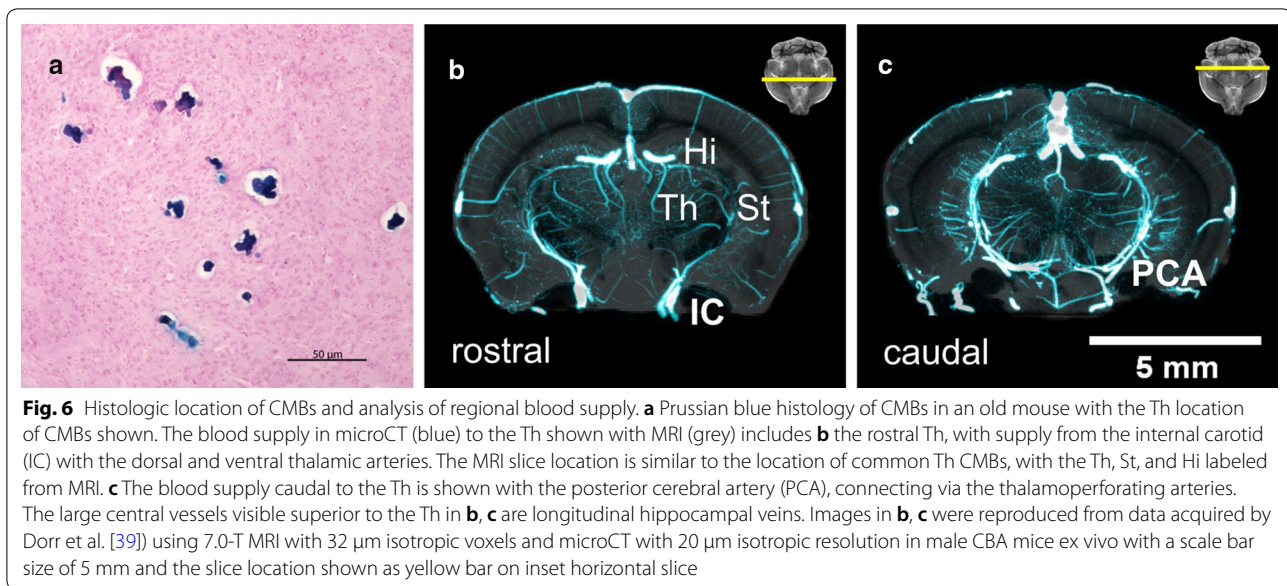 a
50 µm
b
Hi
Th
St
IC
rostral
c
PCA
caudal
5 mm
Fig. 6 Histologic location of CMBs and analysis of regional blood supply. a Prussian blue histology of CMBs in an old mouse with the Th location
of CMBs shown. The blood supply in microCT (blue) to the Th shown with MRI (grey) includes b the rostral Th, with supply from the internal carotid
(IC) with the dorsal and ventral thalamic arteries. The MRI slice location is similar to the location of common Th CMBs, with the Th, St, and Hi labeled
from MRI. c The blood supply caudal to the Th is shown with the posterior cerebral artery (PCA), connecting via the thalamoperforating arteries.
The large central vessels visible superior to the Th in b, c are longitudinal hippocampal veins. Images in b, c were reproduced from data acquired by
Dorr et al. [39]) using 7.0-T MRI with 32 µm isotropic voxels and microCT with 20 µm isotropic resolution in male CBA mice ex vivo with a scale bar
size of 5 mm and the slice location shown as yellow bar on inset horizontal slice